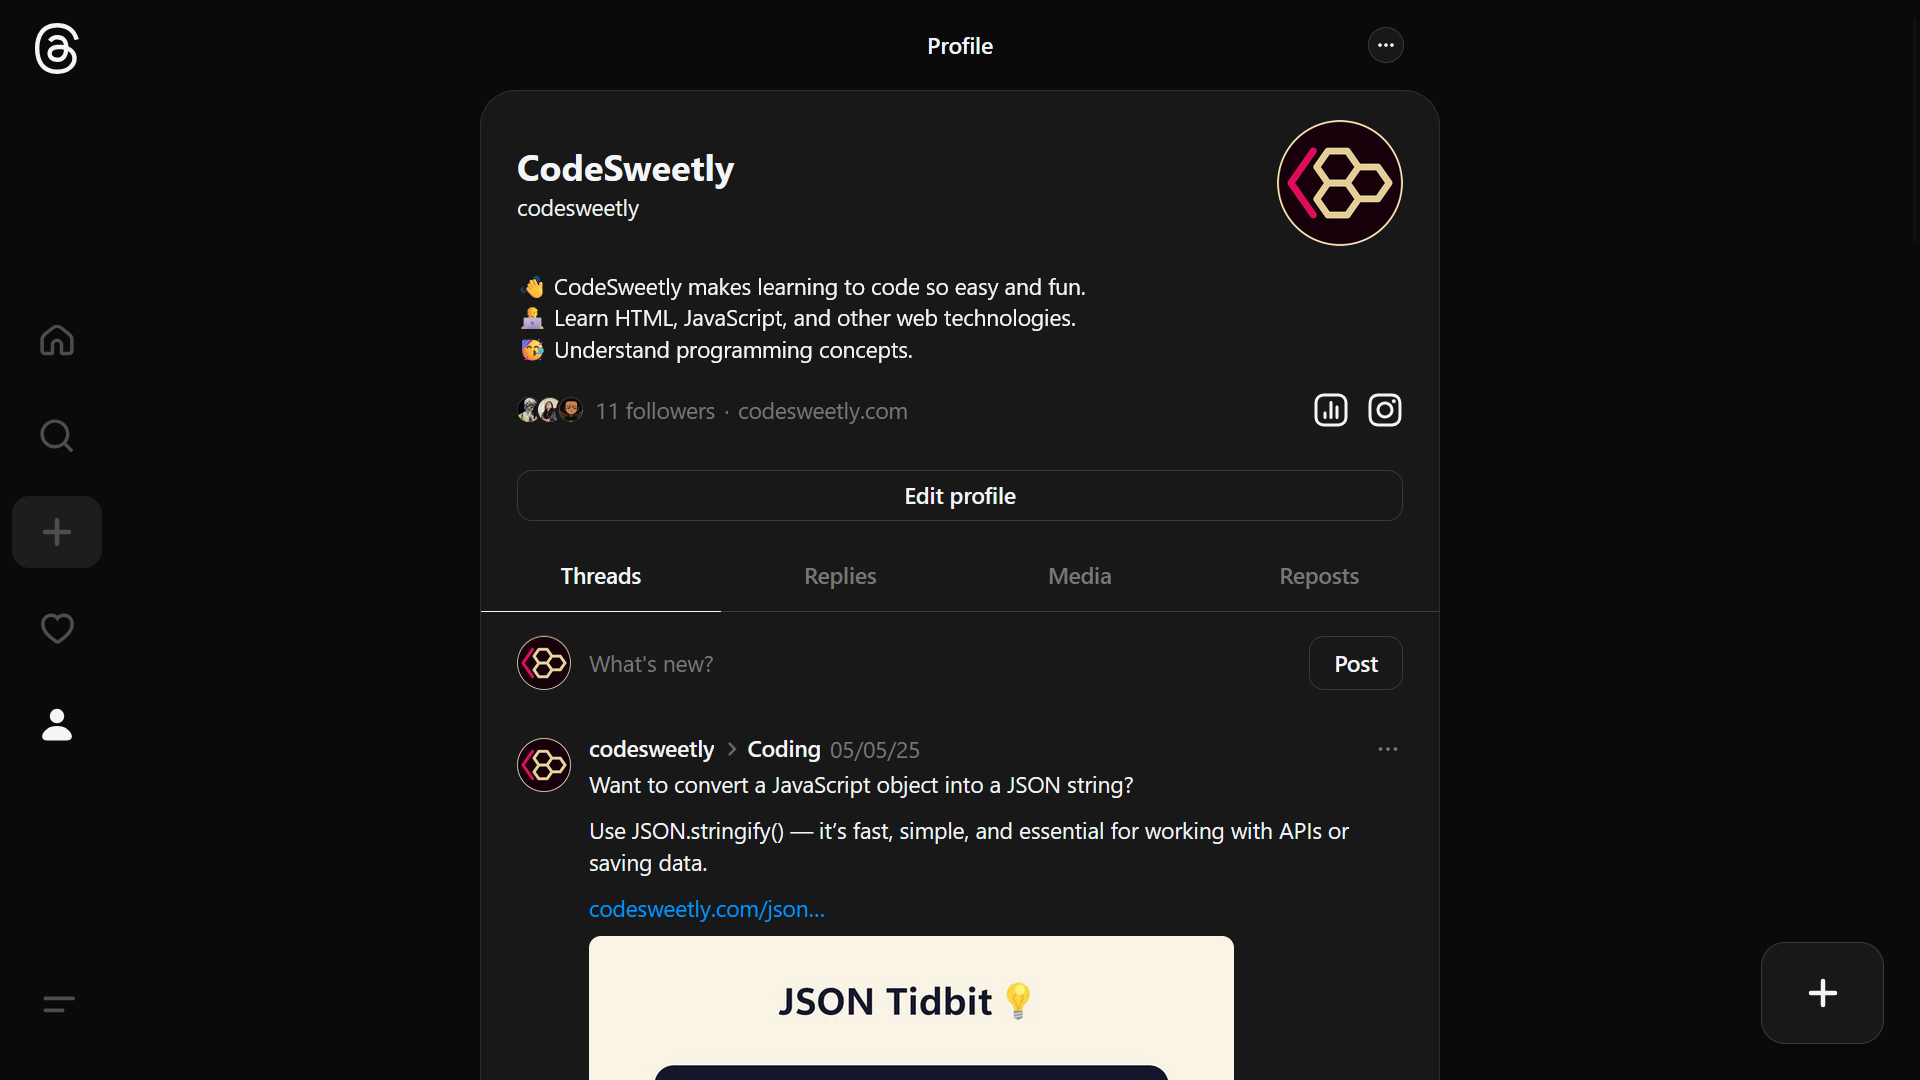 Profile
CodeSweetly
codesweetly
👋 CodeSweetly makes learning to code so easy and fun.
👩‍💻 Learn HTML, JavaScript, and other web technologies.
🥳 Understand programming concepts.
11 followers · codesweetly.com
Edit profile
Threads Replies Media Reposts
What's new? Post
codesweetly > Coding 05/05/25
Want to convert a JavaScript object into a JSON string?
Use JSON.stringify() — it’s fast, simple, and essential for working with APIs or
saving data.
codesweetly.com/json…
JSON Tidbit 💡